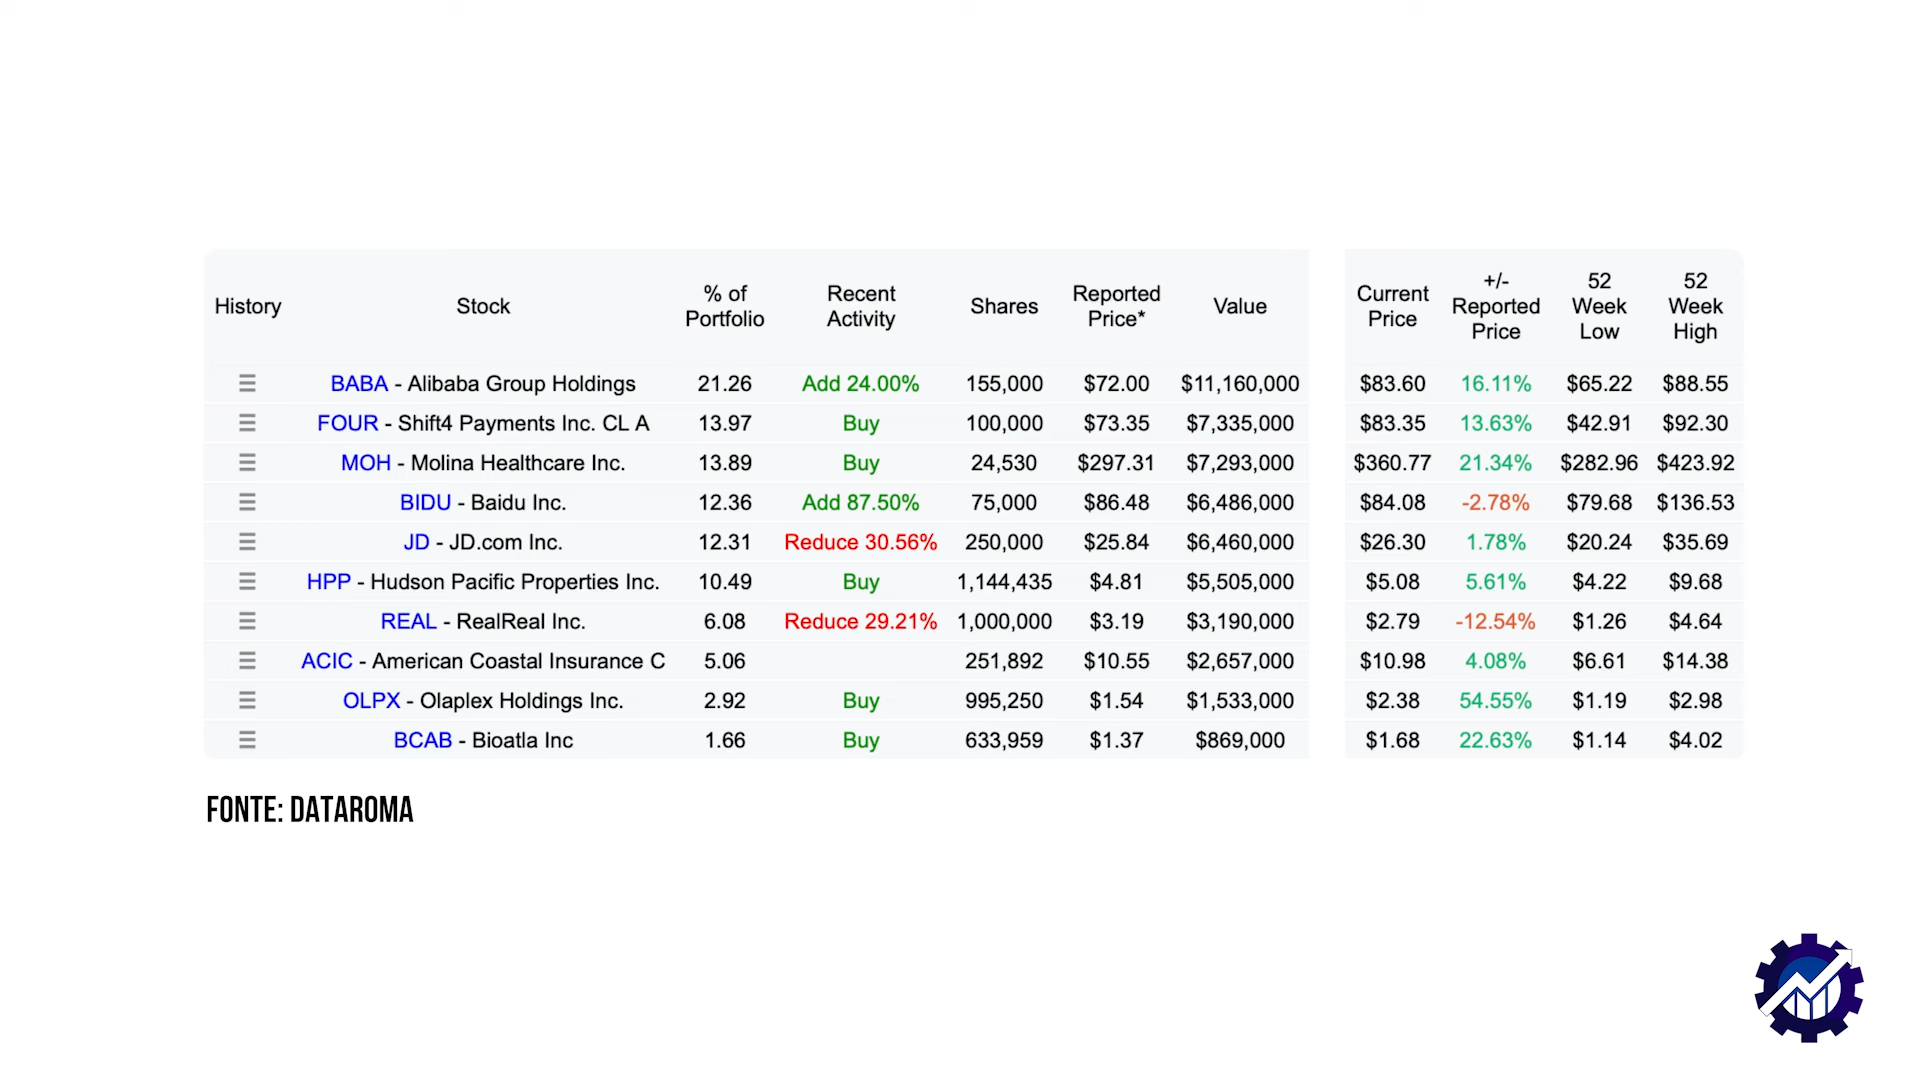 History Stock % of Portfolio Recent Activity Shares Reported Price* Value Current Price +/- Reported Price 52 Week Low 52 Week High
BABA - Alibaba Group Holdings 21.26 Add 24.00% 155,000 $72.00 $11,160,000 $83.60 16.11% $65.22 $88.55
FOUR - Shift4 Payments Inc. CL A 13.97 Buy 100,000 $73.35 $7,335,000 $83.35 13.63% $42.91 $92.30
MOH - Molina Healthcare Inc. 13.89 Buy 24,530 $297.31 $7,293,000 $360.77 21.34% $282.96 $423.92
BIDU - Baidu Inc. 12.36 Add 87.50% 75,000 $86.48 $6,486,000 $84.08 -2.78% $79.68 $136.53
JD - JD.com Inc. 12.31 Reduce 30.56% 250,000 $25.84 $6,460,000 $26.30 1.78% $20.24 $35.69
HPP - Hudson Pacific Properties Inc. 10.49 Buy 1,144,435 $4.81 $5,505,000 $5.08 5.61% $4.22 $9.68
REAL - RealReal Inc. 6.08 Reduce 29.21% 1,000,000 $3.19 $3,190,000 $2.79 -12.54% $1.26 $4.64
ACIC - American Coastal Insurance C 5.06 251,892 $10.55 $2,657,000 $10.98 4.08% $6.61 $14.38
OLPX - Olaplex Holdings Inc. 2.92 Buy 995,250 $1.54 $1,533,000 $2.38 54.55% $1.19 $2.98
BCAB - Bioatla Inc 1.66 Buy 633,959 $1.37 $869,000 $1.68 22.63% $1.14 $4.02
FONTE: DATAROMA